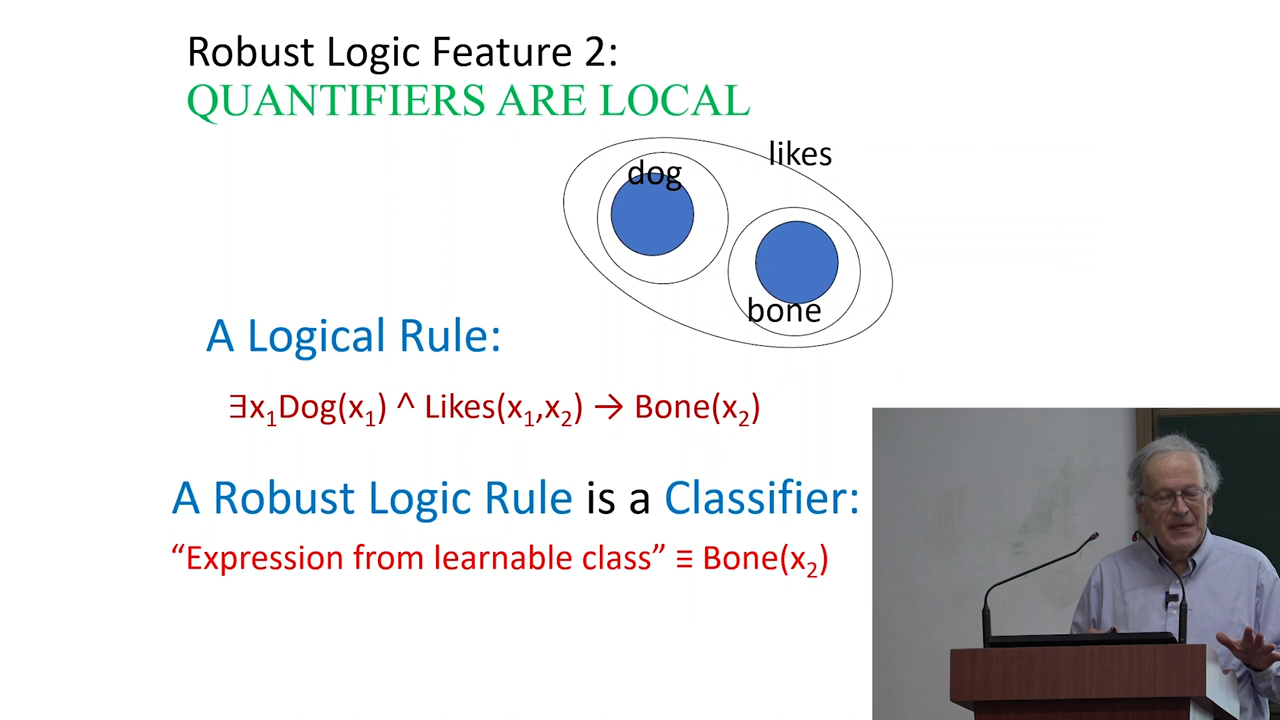 Robust Logic Feature 2:
QUANTIFIERS ARE LOCAL
likes
dog
bone
A Logical Rule:
∃x₁Dog(x₁) ^ Likes(x₁,x₂) → Bone(x₂)
A Robust Logic Rule is a Classifier:
“Expression from learnable class” ≡ Bone(x₂)